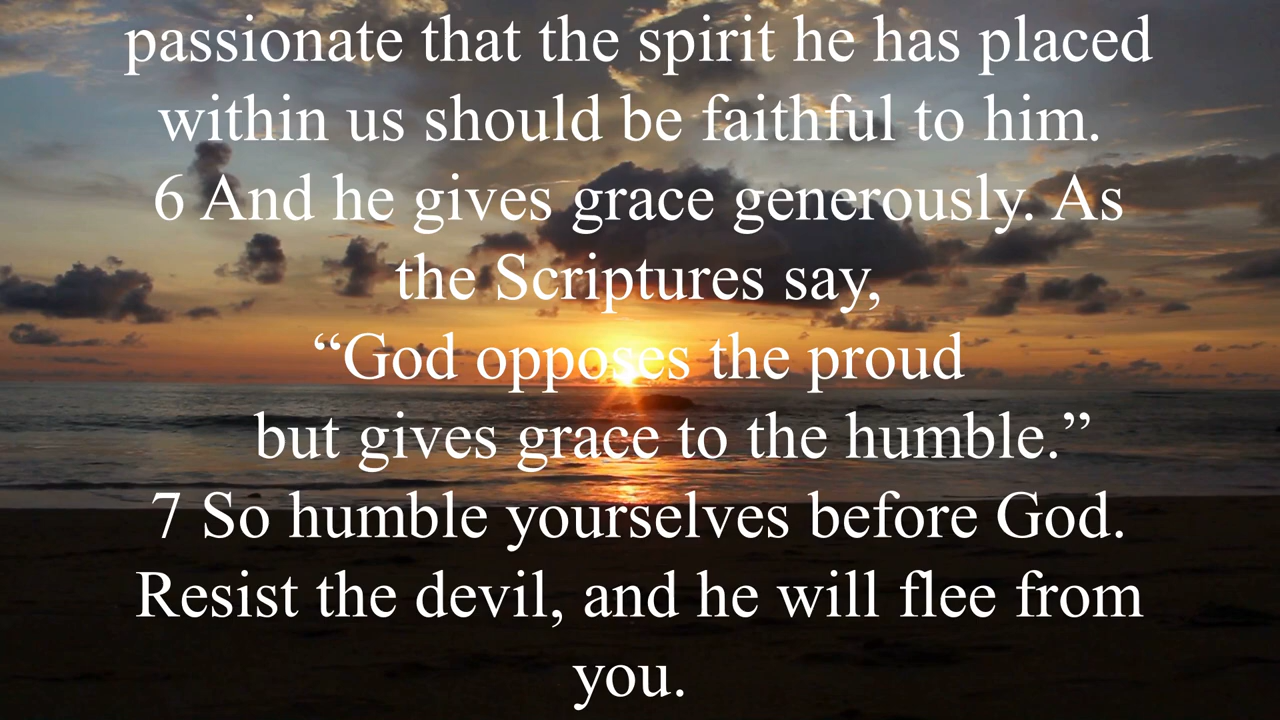 passionate that the spirit he has placed
within us should be faithful to him.
6 And he gives grace generously. As
the Scriptures say,
“God opposes the proud
but gives grace to the humble.”
7 So humble yourselves before God.
Resist the devil, and he will flee from
you.